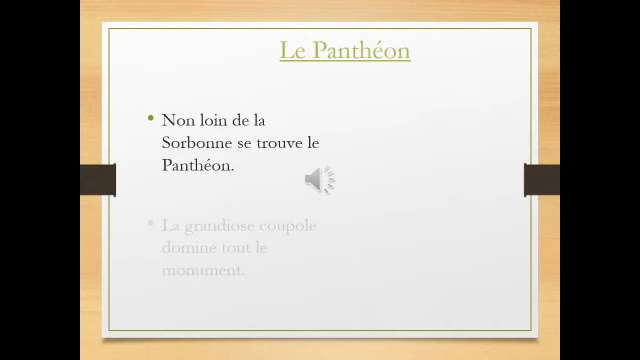 Le Panthéon
• Non loin de la
Sorbonne se trouve le
Panthéon.
• La grandiose coupole
domine tout le
monument.